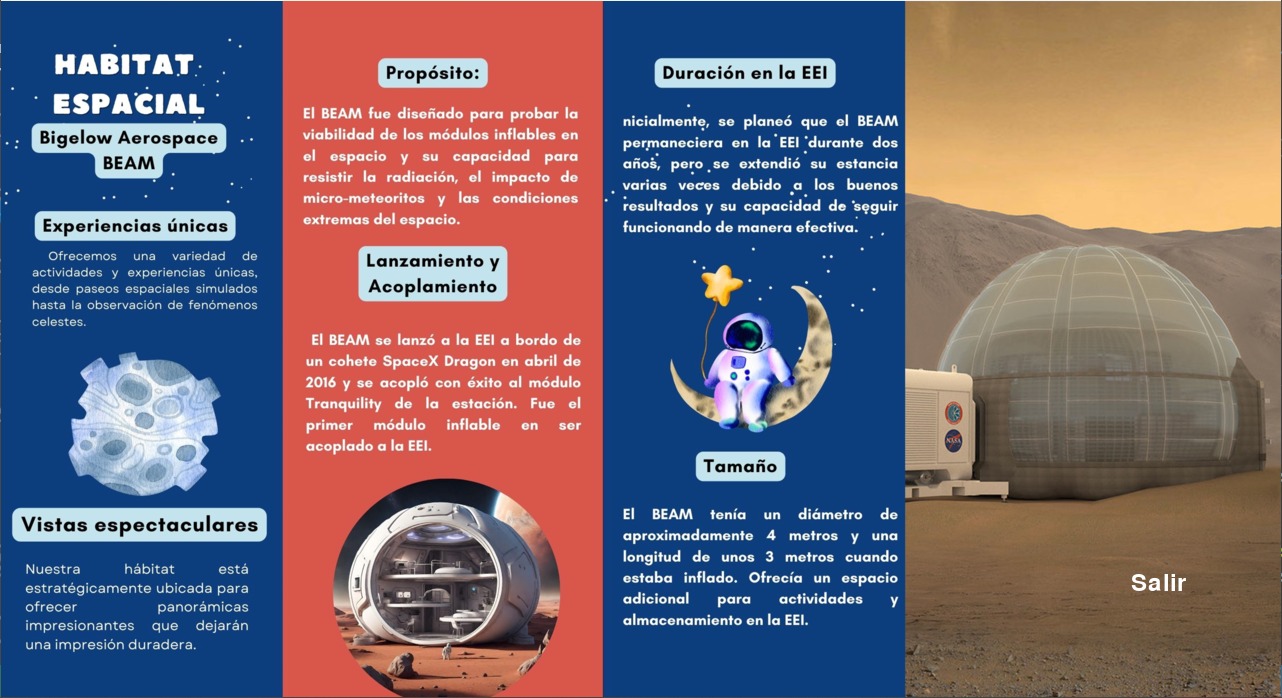 HABITAT
ESPACIAL
Bigelow Aerospace
BEAM
Experiencias únicas
Ofrecemos una variedad de
actividades y experiencias únicas,
desde paseos espaciales simulados
hasta la observación de fenómenos
celestes.
Vistas espectaculares
Nuestra hábitat está
estratégicamente ubicada para
ofrecer panorámicas
impresionantes que dejarán
una impresión duradera.
Propósito:
El BEAM fue diseñado para probar la
viabilidad de los módulos inflables en
el espacio y su capacidad para
resistir la radiación, el impacto de
micro-meteoritos y las condiciones
extremas del espacio.
Lanzamiento y
Acoplamiento
El BEAM se lanzó a la EEI a bordo de
un cohete SpaceX Dragon en abril de
2016 y se acopló con éxito al módulo
Tranquility de la estación. Fue el
primer módulo inflable en ser
acoplado a la EEI.
Duración en la EEI
nicialmente, se planeó que el BEAM
permaneciera en la EEI durante dos
años, pero se extendió su estancia
varias veces debido a los buenos
resultados y su capacidad de seguir
funcionando de manera efectiva.
Tamaño
El BEAM tenía un diámetro de
aproximadamente 4 metros y una
longitud de unos 3 metros cuando
estaba inflado. Ofrecía un espacio
adicional para actividades y
almacenamiento en la EEI.
NASA
Salir